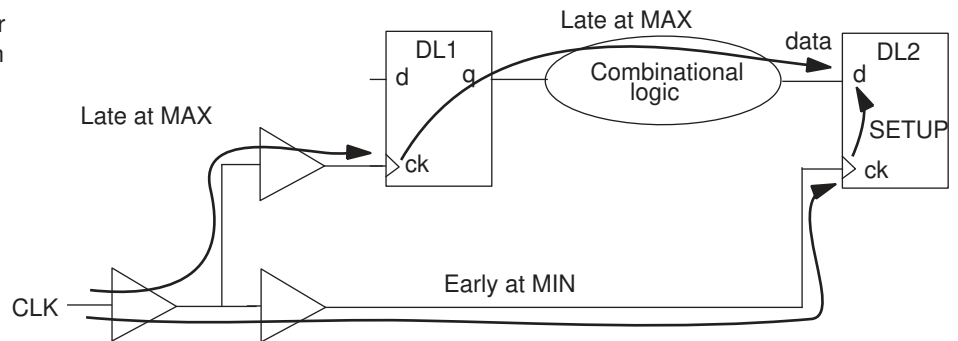 r
n
Late at MAX
DL1
d
q
ck
Late at MAX
Combinational
logic
data
DL2
d
SETUP
ck
Early at MIN
CLK